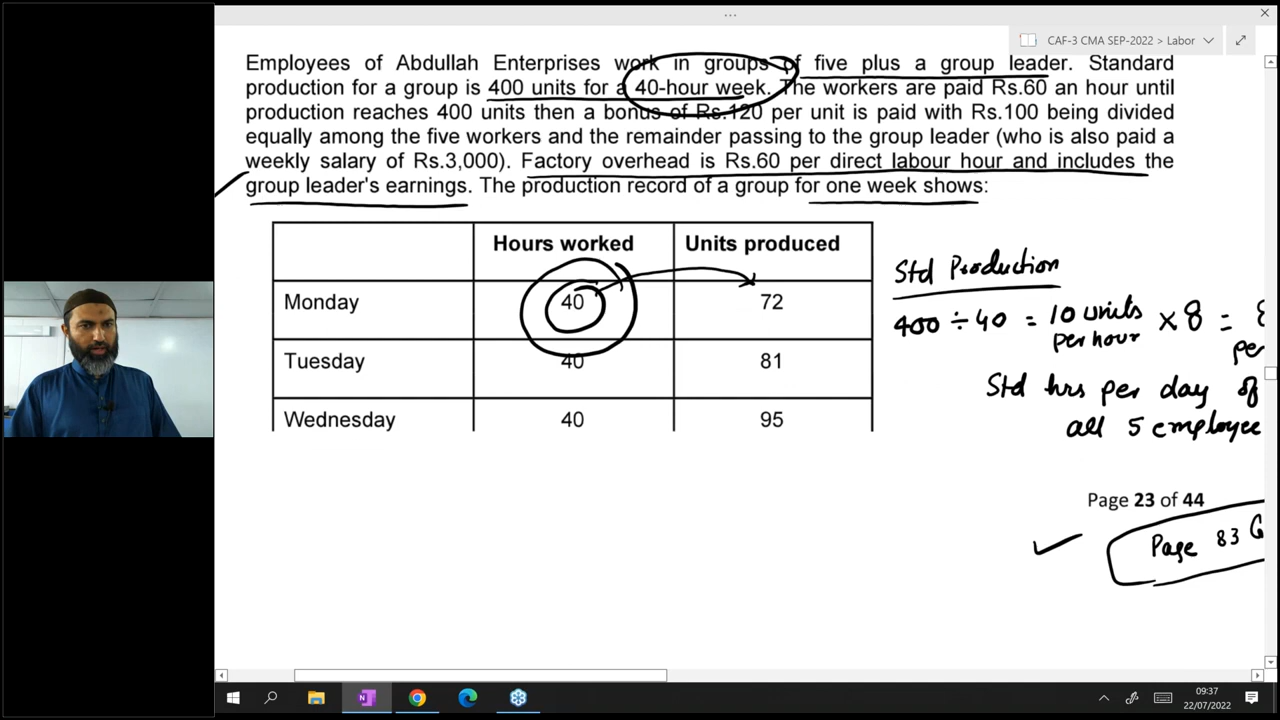 CAF-3 CMA SEP-2022 > Labor
Employees of Abdullah Enterprises work in groups of five plus a group leader. Standard
production for a group is 400 units for a 40-hour week. The workers are paid Rs.60 an hour until
production reaches 400 units then a bonus of Rs.120 per unit is paid with Rs.100 being divided
equally among the five workers and the remainder passing to the group leader (who is also paid a
weekly salary of Rs.3,000). Factory overhead is Rs.60 per direct labour hour and includes the
group leader's earnings. The production record of a group for one week shows:
Hours worked Units produced
Monday 40 72
Tuesday 40 81
Wednesday 40 95
Std Production
400 ÷ 40 = 10 units per hour × 8 =
Std hrs per day of
all 5 employee
Page 23 of 44
Page 83
09:37
22/07/2022